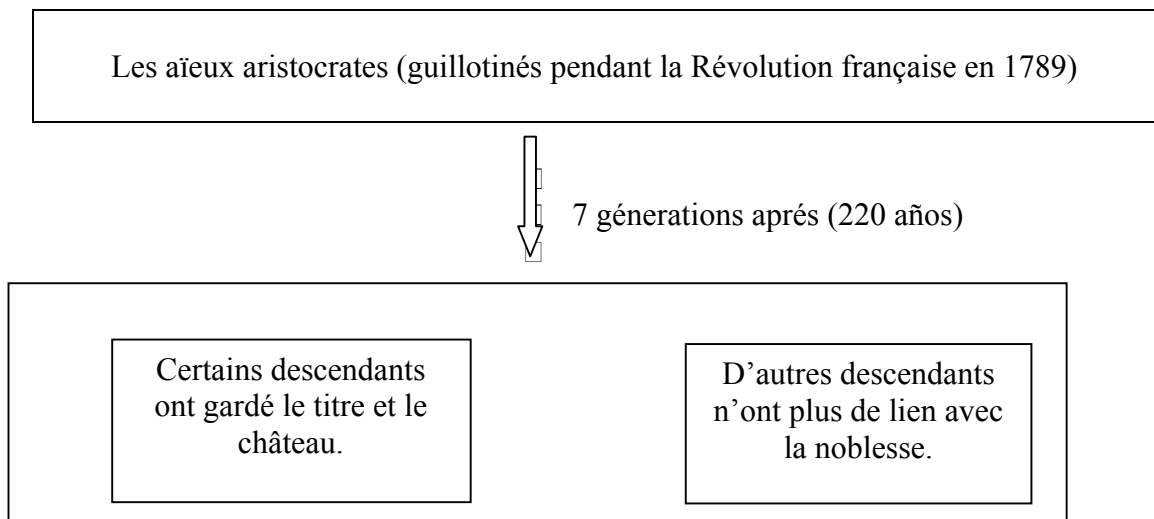 Les aïeux aristocrates (guillotinés pendant la Révolution française en 1789)
7 génerations aprés (220 años)
Certains descendants
ont gardé le titre et le
château.
D’autres descendants
n’ont plus de lien avec
la noblesse.